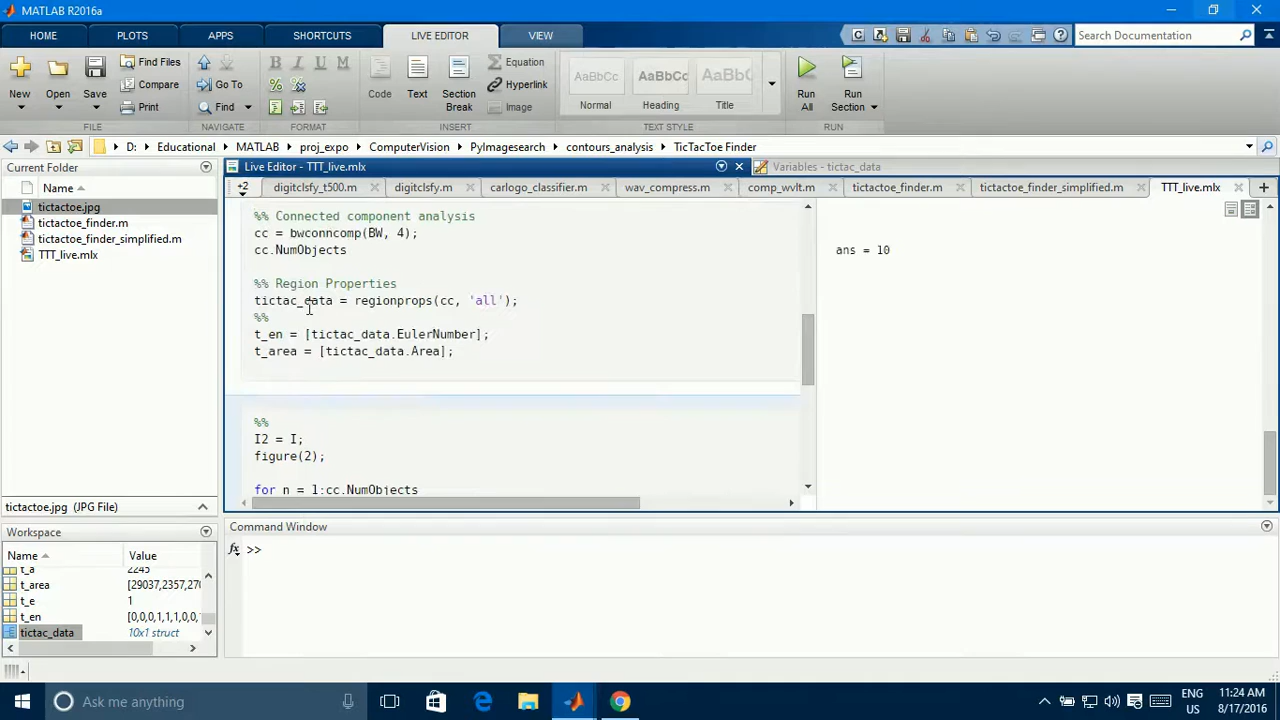 MATLAB R2016a
HOME PLOTS APPS SHORTCUTS LIVE EDITOR VIEW Search Documentation
New Open Save Find Files Compare Print Go To Find B I U M Code Text Section Break Equation Hyperlink Image AaBbCc Normal AaBbCc Heading AaBbCc Title Run All Run Section
FILE NAVIGATE FORMAT INSERT TEXT STYLE RUN
D: Educational MATLAB proj_expo ComputerVision PyImagesearch contours_analysis TicTacToe Finder
Current Folder
Name
tictactoe.jpg
tictactoe_finder.m
tictactoe_finder_simplified.m
TTT_live.mlx
tictactoe.jpg (JPG File)
Workspace
Name Value
t_a 2245
t_area [29037,2357,270
t_e 1
t_en [0,0,0,1,1,1,0,0,
tictac_data 10x1 struct
Live Editor - TTT_live.mlx
Variables - tictac_data
+2 digitclsfy_t500.m digitclsfy.m carlogo_classifier.m wav_compress.m comp_wvlt.m tictactoe_finder.m tictactoe_finder_simplified.m TTT_live.mlx
%% Connected component analysis
cc = bwconncomp(BW, 4);
cc.NumObjects
%% Region Properties
tictac_data = regionprops(cc, 'all');
%%
t_en = [tictac_data.EulerNumber];
t_area = [tictac_data.Area];
%%
I2 = I;
figure(2);
for n = 1:cc.NumObjects
ans = 10
Command Window
fx >>
Ask me anything
ENG
US
11:24 AM
8/17/2016